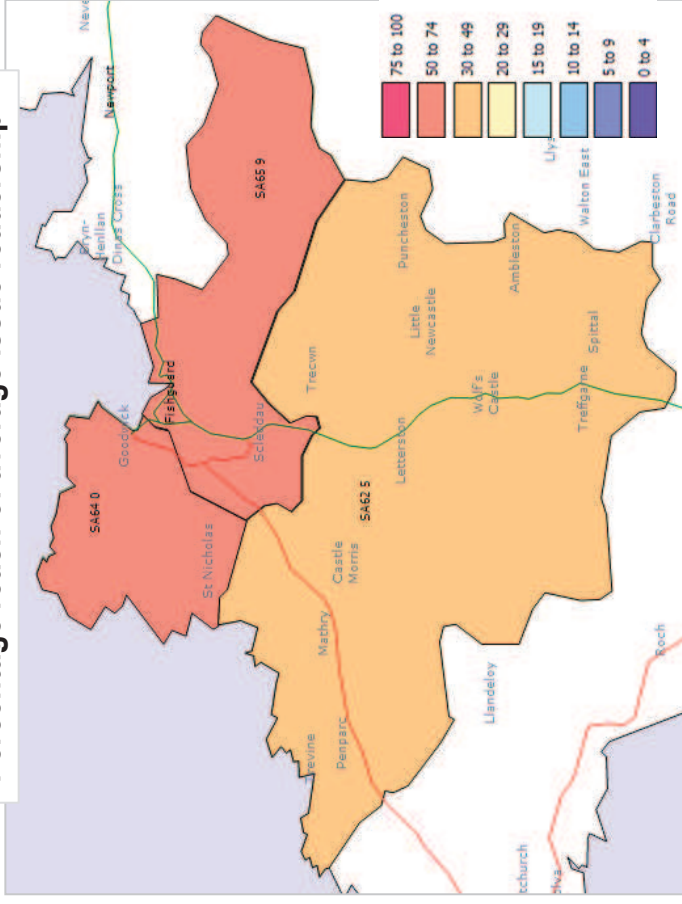 Newport
Dinas Cross
Goodwick
Fishguard
SA64 0
SA65 9
Scleddau
St Nicholas
Trecwn
Puncheston
Little
Newcastle
Letterston
SA62 5
Castle
Morris
Mathry
Penparc
Wolf's
Castle
Ambleston
Treffgarne
Spittal
Walton East
Clarbeston
Road
Llandeloy
Roch
75 to 100
50 to 74
30 to 49
20 to 29
15 to 19
10 to 14
5 to 9
0 to 4